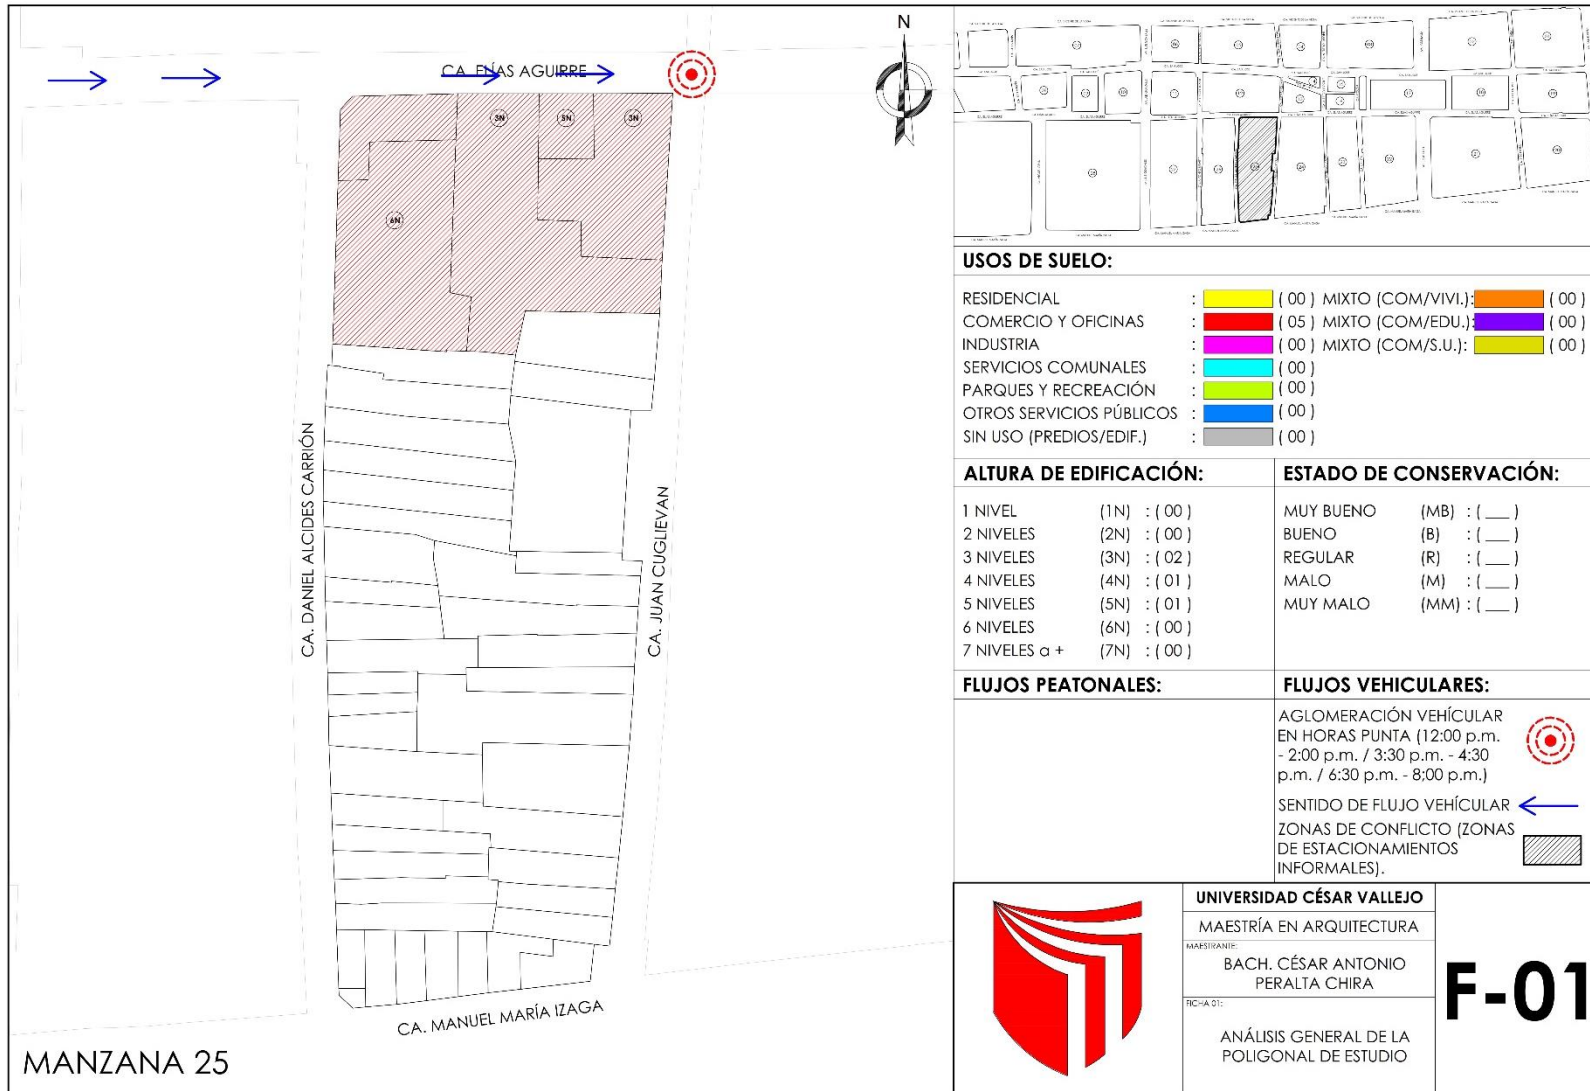 CA. ELÍAS AGUIRRE
N
3N
5N
3N
6N
CA. DANIEL ALCIDES CARRIÓN
CA. JUAN CUGLIEVAN
CA. MANUEL MARÍA IZAGA
MANZANA 25
USOS DE SUELO:
RESIDENCIAL : ( 00 ) MIXTO (COM/VIVI.): ( 00 )
COMERCIO Y OFICINAS : ( 05 ) MIXTO (COM/EDU.): ( 00 )
INDUSTRIA : ( 00 ) MIXTO (COM/S.U.): ( 00 )
SERVICIOS COMUNALES : ( 00 )
PARQUES Y RECREACIÓN : ( 00 )
OTROS SERVICIOS PÚBLICOS : ( 00 )
SIN USO (PREDIOS/EDIF.) : ( 00 )
ALTURA DE EDIFICACIÓN:
1 NIVEL (1N) : ( 00 )
2 NIVELES (2N) : ( 00 )
3 NIVELES (3N) : ( 02 )
4 NIVELES (4N) : ( 01 )
5 NIVELES (5N) : ( 01 )
6 NIVELES (6N) : ( 00 )
7 NIVELES a + (7N) : ( 00 )
ESTADO DE CONSERVACIÓN:
MUY BUENO (MB) : ( ___ )
BUENO (B) : ( ___ )
REGULAR (R) : ( ___ )
MALO (M) : ( ___ )
MUY MALO (MM) : ( ___ )
FLUJOS PEATONALES:
FLUJOS VEHICULARES:
AGLOMERACIÓN VEHÍCULAR
EN HORAS PUNTA (12:00 p.m.
- 2:00 p.m. / 3:30 p.m. - 4:30
p.m. / 6:30 p.m. - 8:00 p.m.)
SENTIDO DE FLUJO VEHÍCULAR
ZONAS DE CONFLICTO (ZONAS
DE ESTACIONAMIENTOS
INFORMALES).
UNIVERSIDAD CÉSAR VALLEJO
MAESTRÍA EN ARQUITECTURA
MAESTRANTE:
BACH. CÉSAR ANTONIO
PERALTA CHIRA
FICHA 01:
ANÁLISIS GENERAL DE LA
POLIGONAL DE ESTUDIO
F-01